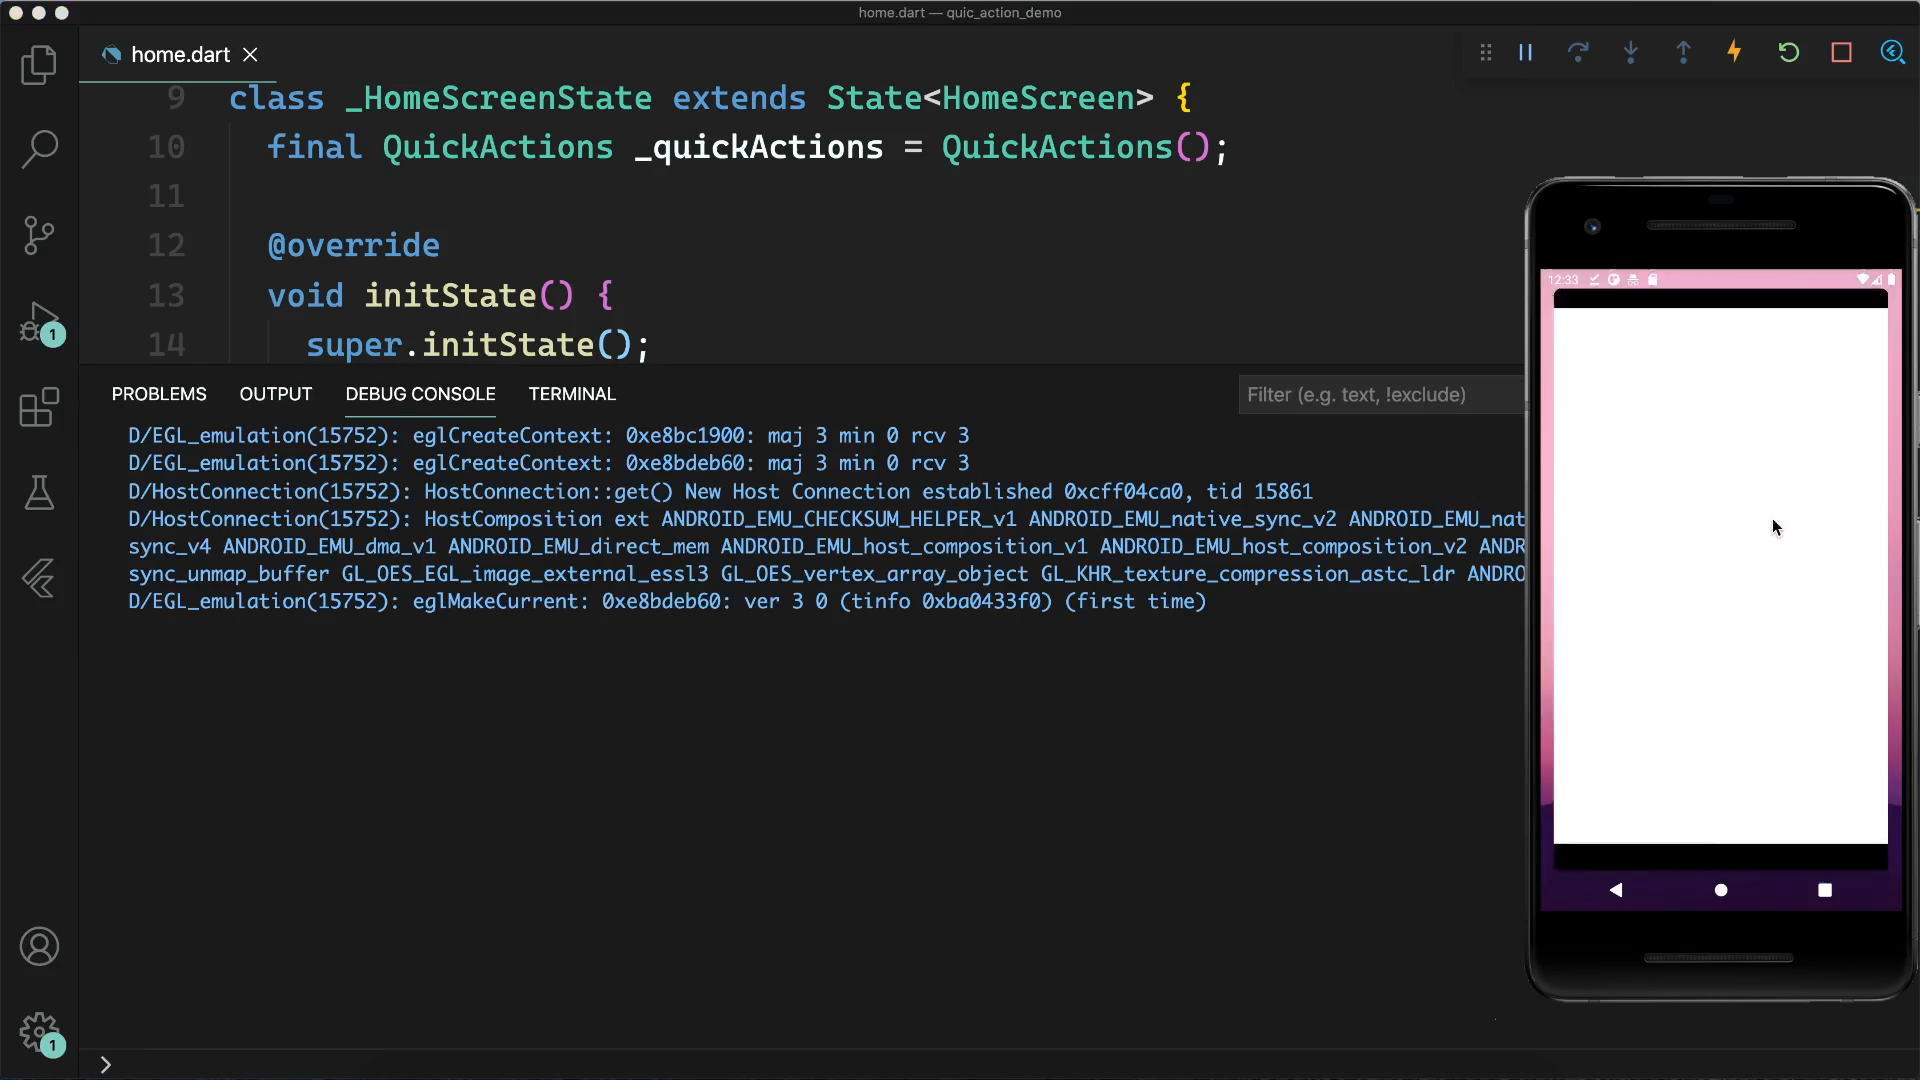 home.dart — quic_action_demo
home.dart
9 class _HomeScreenState extends State<HomeScreen> {
10 final QuickActions _quickActions = QuickActions();
11
12 @override
13 void initState() {
14 super.initState();
1
PROBLEMS OUTPUT DEBUG CONSOLE TERMINAL
Filter (e.g. text, !exclude)
D/EGL_emulation(15752): eglCreateContext: 0xe8bc1900: maj 3 min 0 rcv 3
D/EGL_emulation(15752): eglCreateContext: 0xe8bdeb60: maj 3 min 0 rcv 3
D/HostConnection(15752): HostConnection::get() New Host Connection established 0xcff04ca0, tid 15861
D/HostConnection(15752): HostComposition ext ANDROID_EMU_CHECKSUM_HELPER_v1 ANDROID_EMU_native_sync_v2 ANDROID_EMU_nat
sync_v4 ANDROID_EMU_dma_v1 ANDROID_EMU_direct_mem ANDROID_EMU_host_composition_v1 ANDROID_EMU_host_composition_v2 ANDR
sync_unmap_buffer GL_OES_EGL_image_external_essl3 GL_OES_vertex_array_object GL_KHR_texture_compression_astc_ldr ANDRO
D/EGL_emulation(15752): eglMakeCurrent: 0xe8bdeb60: ver 3 0 (tinfo 0xba0433f0) (first time)
12:33
1